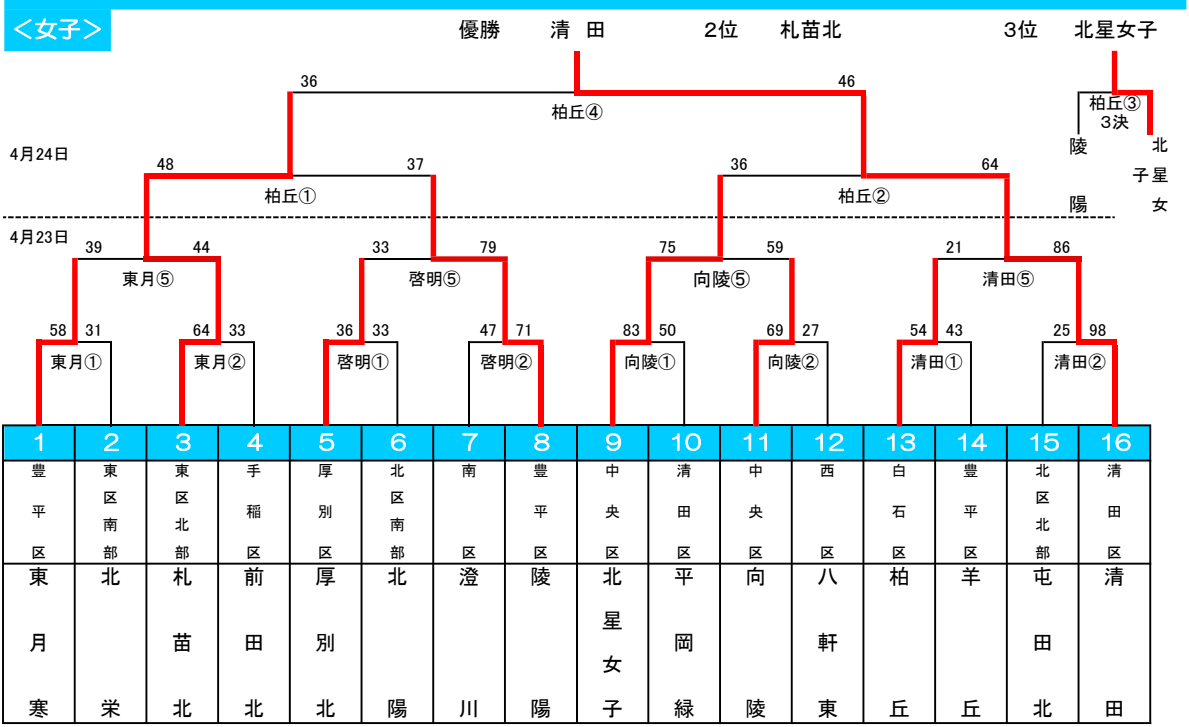 ＜女子＞
優勝　清 田　2位　札苗北　3位　北星女子
36 46
柏丘④
柏丘③
3決
陵陽
北星女子
4月24日
48 37 36 64
柏丘① 柏丘②
4月23日
39 44 33 79 75 59 21 86
東月⑤ 啓明⑤ 向陵⑤ 清田⑤
58 31 64 33 36 33 47 71 83 50 69 27 54 43 25 98
東月① 東月② 啓明① 啓明② 向陵① 向陵② 清田① 清田②
1 2 3 4 5 6 7 8 9 10 11 12 13 14 15 16
豊平区 東区南部 東区北部 手稲区 厚別区 北区南部 南区 豊平区 中央区 清田区 中央区 西区 白石区 豊平区 北区北部 清田区
東月寒 北栄 札苗北 前田北 厚別北 北陽 澄川 陵陽 北星女子 平岡緑 向陵 八軒東 柏丘 羊丘 屯田北 清田